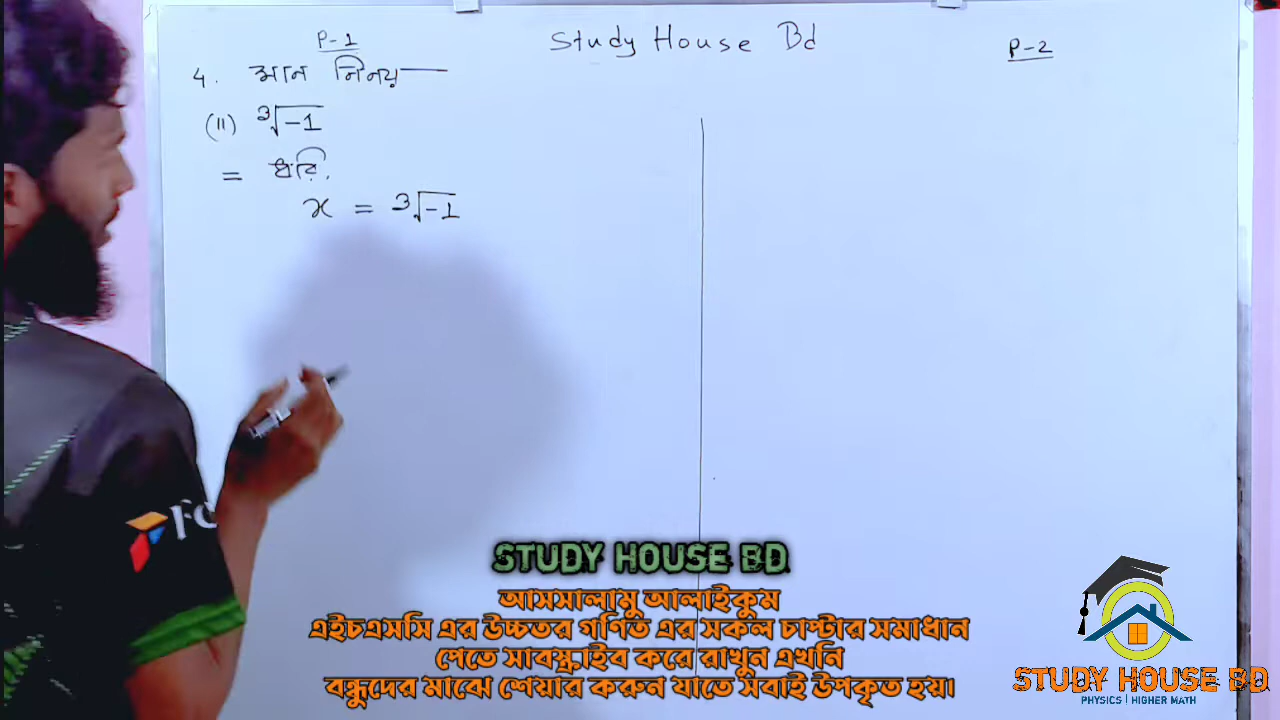 Study House Bd
P-1
4. মান নিনয়—
(II) ³√-1
= ধরি,
x = ³√-1
P-2
Fo
STUDY HOUSE BD
আসসালামু আলাইকুম
এইচএসসি এর উচ্চতর গণিত এর সকল চাপ্টার সমাধান
পেতে সাবস্ক্রাইব করে রাখুন এখনি
বন্ধুদের মাঝে শেয়ার করুন যাতে সবাই উপকৃত হয়।
STUDY HOUSE BD
PHYSICS | HIGHER MATH